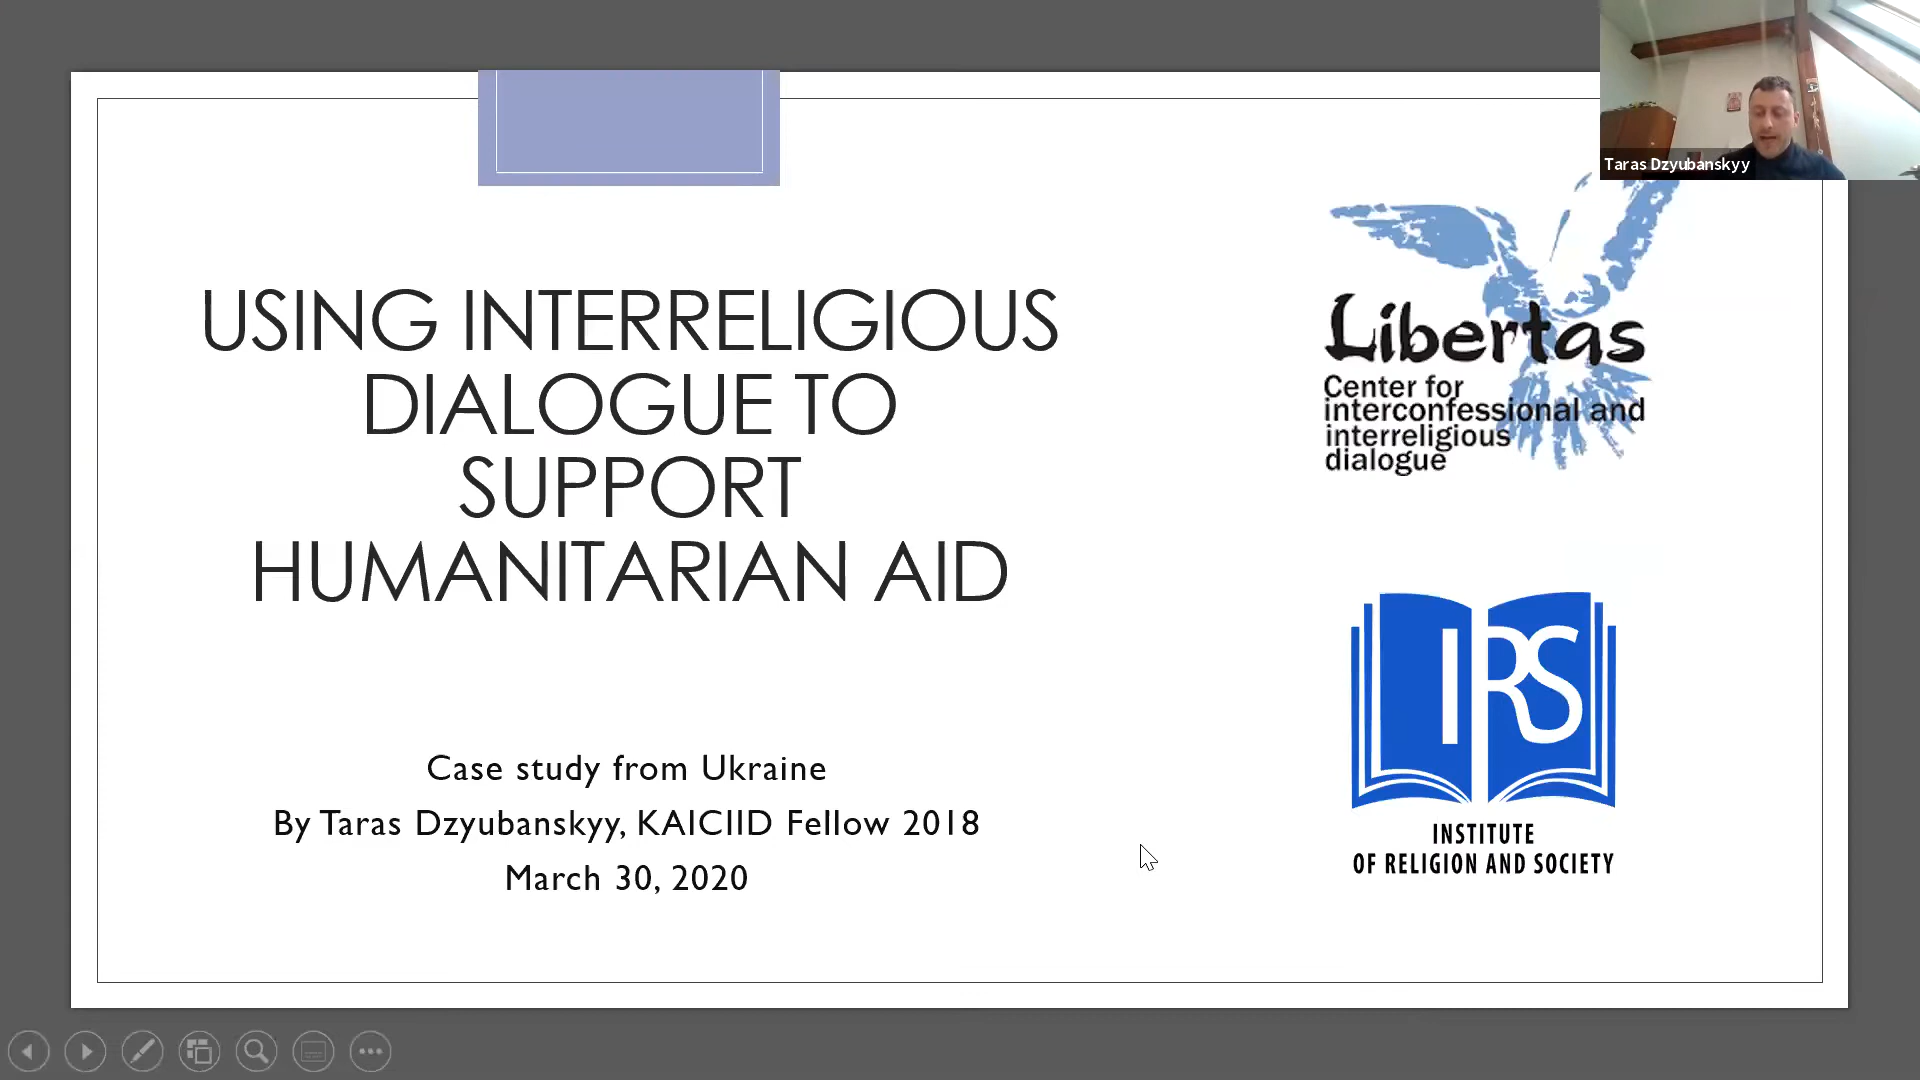 Taras Dzyubanskyy
USING INTERRELIGIOUS
DIALOGUE TO
SUPPORT
HUMANITARIAN AID
Case study from Ukraine
By Taras Dzyubanskyy, KAICIID Fellow 2018
March 30, 2020
Libertas
Center for
interconfessional and
interreligious
dialogue
IRS
INSTITUTE
OF RELIGION AND SOCIETY